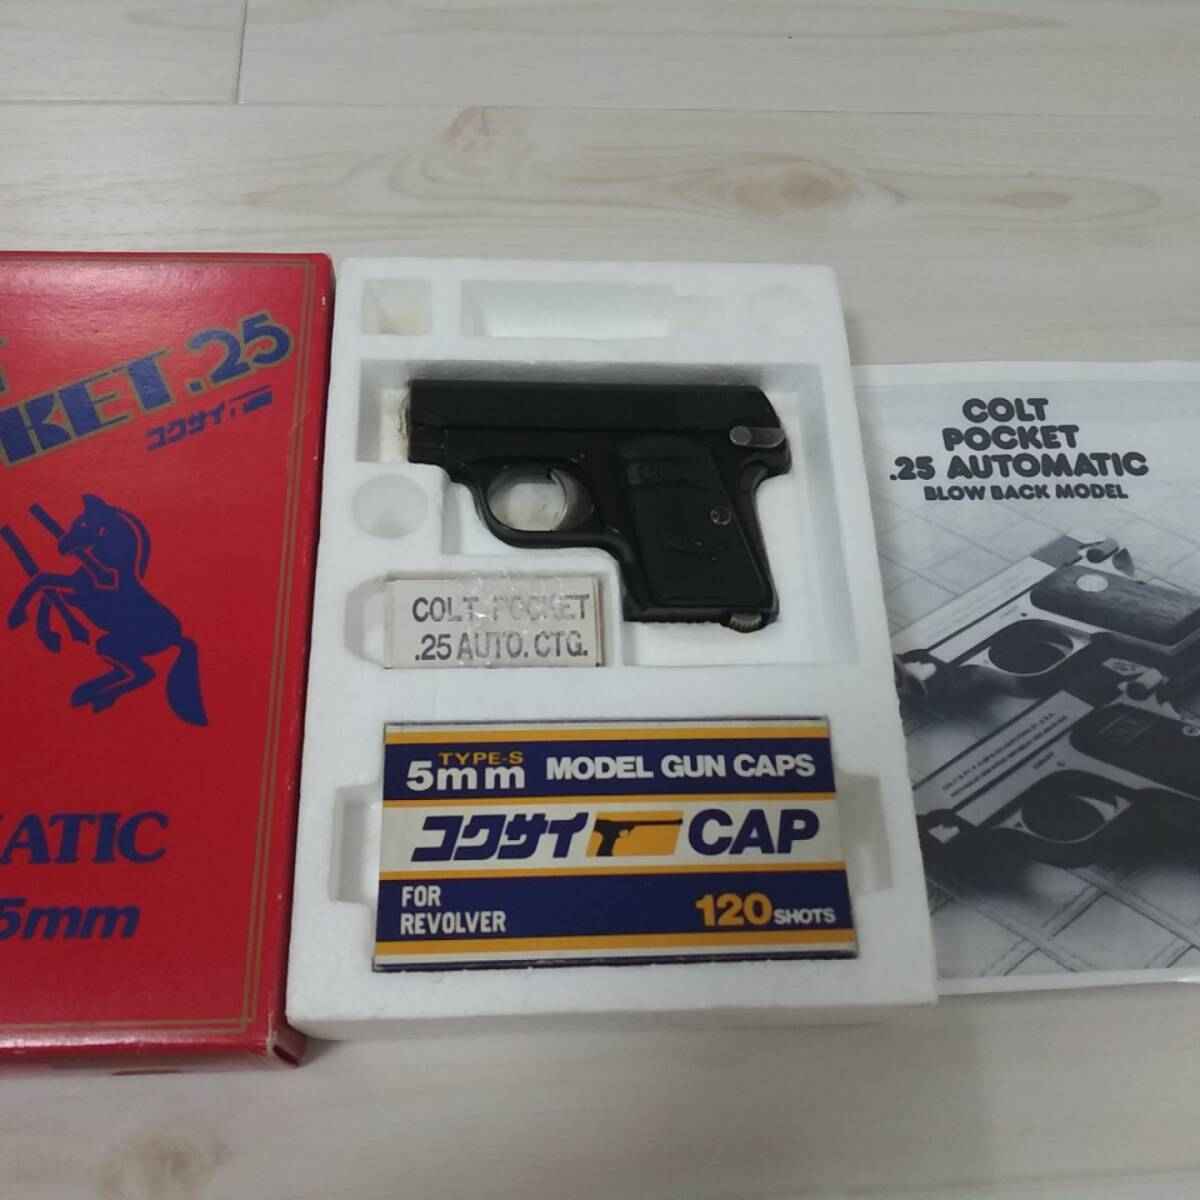 KET.25
コクサイ
MATIC
5mm
COLT POCKET
.25 AUTO. CTG.
TYPE-S
5mm MODEL GUN CAPS
コクサイ CAP
FOR
REVOLVER
120 SHOTS
COLT
POCKET
.25 AUTOMATIC
BLOW BACK MODEL